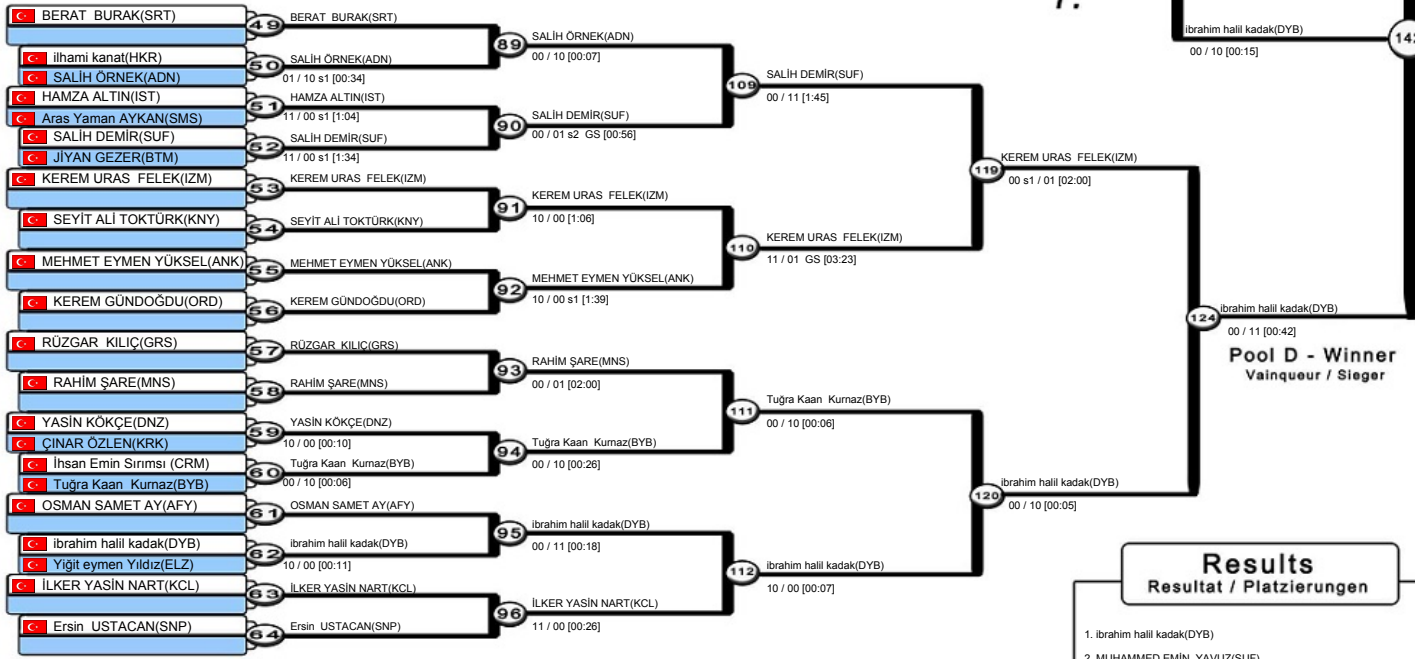 BERAT BURAK(SRT)
49
BERAT BURAK(SRT)
ilhami kanat(HKR)
SALİH ÖRNEK(ADN)
50
SALİH ÖRNEK(ADN)
01 / 10 s1 [00:34]
HAMZA ALTIN(IST)
Aras Yaman AYKAN(SMS)
51
HAMZA ALTIN(IST)
11 / 00 s1 [1:04]
SALİH DEMİR(SUF)
JİYAN GEZER(BTM)
52
SALİH DEMİR(SUF)
11 / 00 s1 [1:34]
KEREM URAS FELEK(IZM)
53
KEREM URAS FELEK(IZM)
SEYİT ALİ TOKTÜRK(KNY)
54
SEYİT ALİ TOKTÜRK(KNY)
MEHMET EYMEN YÜKSEL(ANK)
55
MEHMET EYMEN YÜKSEL(ANK)
KEREM GÜNDOĞDU(ORD)
56
KEREM GÜNDOĞDU(ORD)
RÜZGAR KILIÇ(GRS)
57
RÜZGAR KILIÇ(GRS)
RAHİM ŞARE(MNS)
58
RAHİM ŞARE(MNS)
YASİN KÖKÇE(DNZ)
ÇINAR ÖZLEN(KRK)
59
YASİN KÖKÇE(DNZ)
10 / 00 [00:10]
İhsan Emin Sırımsı (CRM)
Tuğra Kaan Kurnaz(BYB)
60
Tuğra Kaan Kurnaz(BYB)
00 / 10 [00:06]
OSMAN SAMET AY(AFY)
61
OSMAN SAMET AY(AFY)
ibrahim halil kadak(DYB)
Yiğit eymen Yıldız(ELZ)
62
ibrahim halil kadak(DYB)
10 / 00 [00:11]
İLKER YASİN NART(KCL)
63
İLKER YASİN NART(KCL)
Ersin USTACAN(SNP)
64
Ersin USTACAN(SNP)
89
SALİH ÖRNEK(ADN)
00 / 10 [00:07]
90
SALİH DEMİR(SUF)
00 / 01 s2 GS [00:56]
91
KEREM URAS FELEK(IZM)
10 / 00 [1:06]
92
MEHMET EYMEN YÜKSEL(ANK)
10 / 00 s1 [1:39]
93
RAHİM ŞARE(MNS)
00 / 01 [02:00]
94
Tuğra Kaan Kurnaz(BYB)
00 / 10 [00:26]
95
ibrahim halil kadak(DYB)
00 / 11 [00:18]
96
İLKER YASİN NART(KCL)
11 / 00 [00:26]
109
SALİH DEMİR(SUF)
00 / 11 [1:45]
110
KEREM URAS FELEK(IZM)
11 / 01 GS [03:23]
111
Tuğra Kaan Kurnaz(BYB)
00 / 10 [00:06]
112
ibrahim halil kadak(DYB)
10 / 00 [00:07]
119
KEREM URAS FELEK(IZM)
00 s1 / 01 [02:00]
120
ibrahim halil kadak(DYB)
00 / 10 [00:05]
124
ibrahim halil kadak(DYB)
00 / 11 [00:42]
Pool D - Winner
Vainqueur / Sieger
ibrahim halil kadak(DYB)
00 / 10 [00:15]
Results
Resultat / Platzierungen
1. ibrahim halil kadak(DYB)
2. MUHAMMED EMİN YAVUZ(SUF)